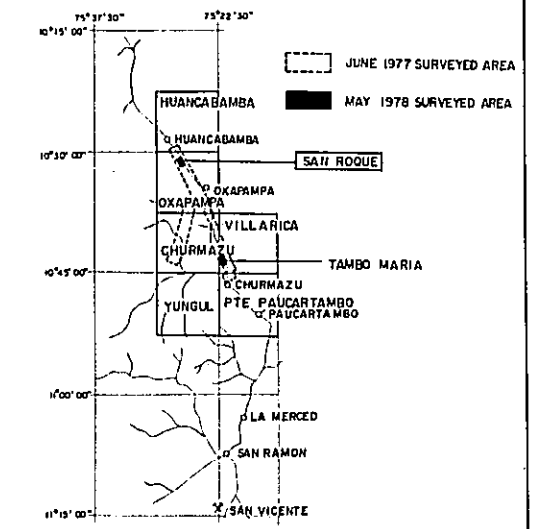 75°37'30" 75°22'30"
10°15'00"
JUNE 1977 SURVEYED AREA
MAY 1978 SURVEYED AREA
HUANCABAMBA
HUANCABAMBA
10°30'00"
SAN ROQUE
OXAPAMPA
OXAPAMPA
VILLARICA
CHURMAZU
TAMBO MARIA
10°45'00"
CHURMAZU
YUNGUL PTE PAUCARTAMBO
PAUCARTAMBO
11°00'00"
LA MERCED
SAN RAMON
SAN VICENTE
11°15'00"